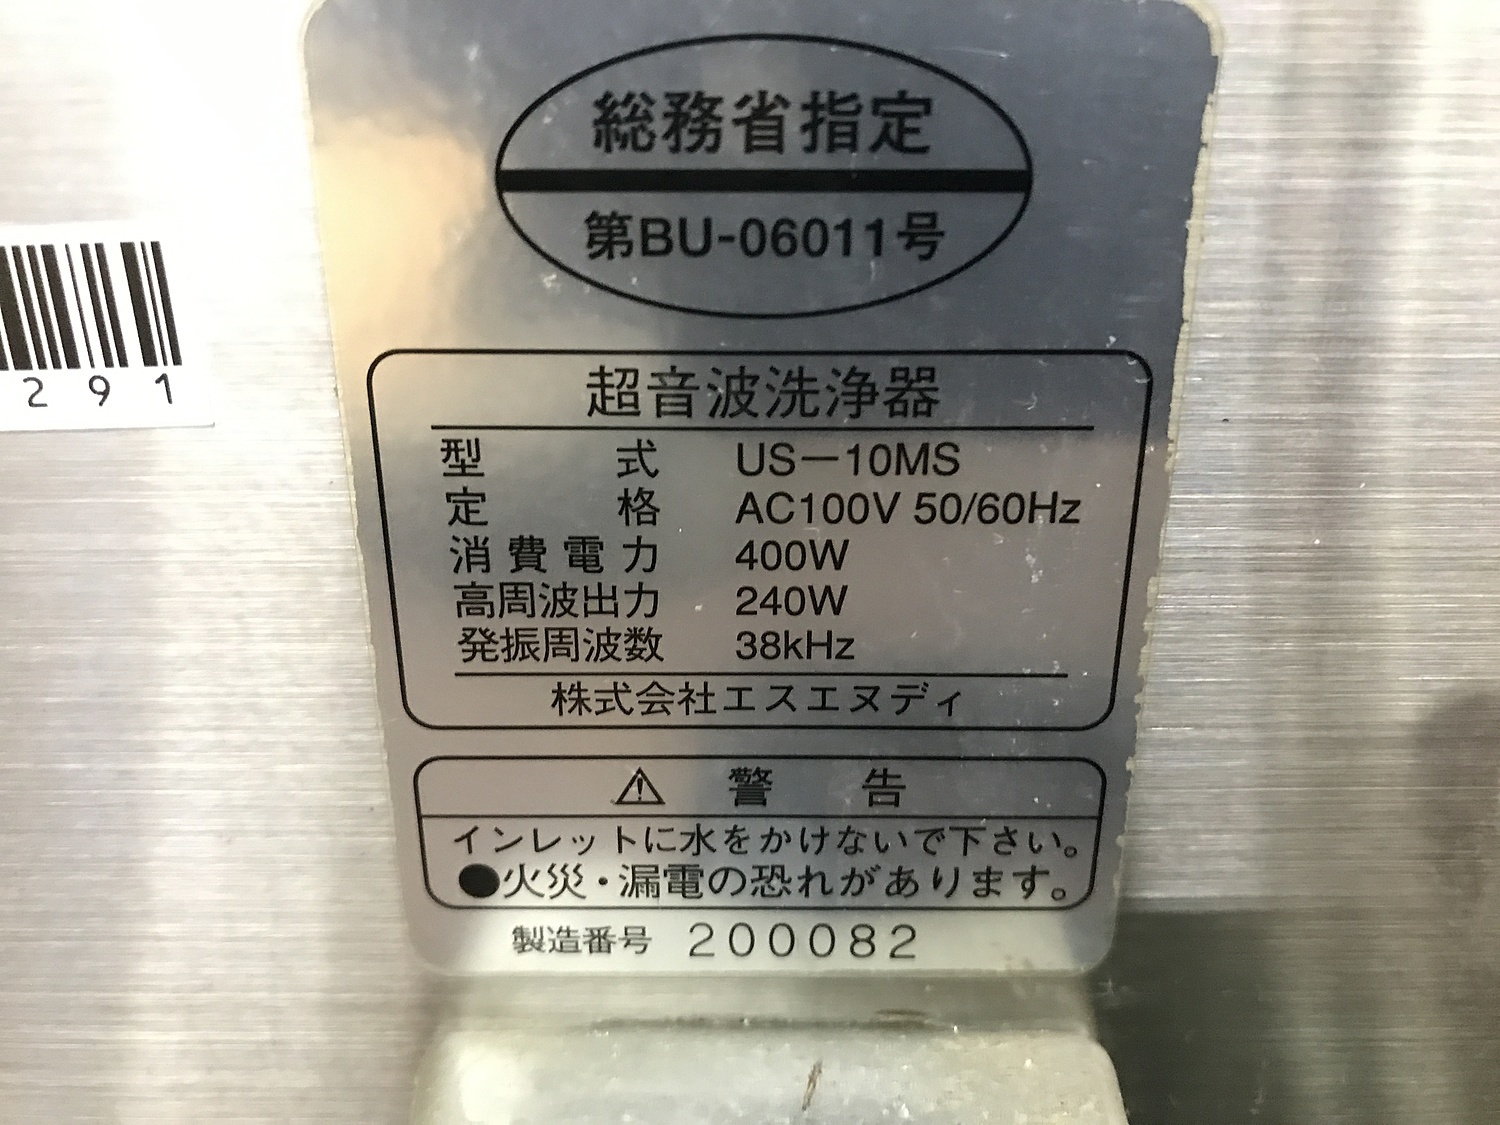 総務省指定
第BU-06011号
291
超音波洗浄器
型式 US－10MS
定格 AC100V 50/60Hz
消費電力 400W
高周波出力 240W
発振周波数 38kHz
株式会社エスエヌディ
⚠ 警告
インレットに水をかけないで下さい。
●火災・漏電の恐れがあります。
製造番号 200082